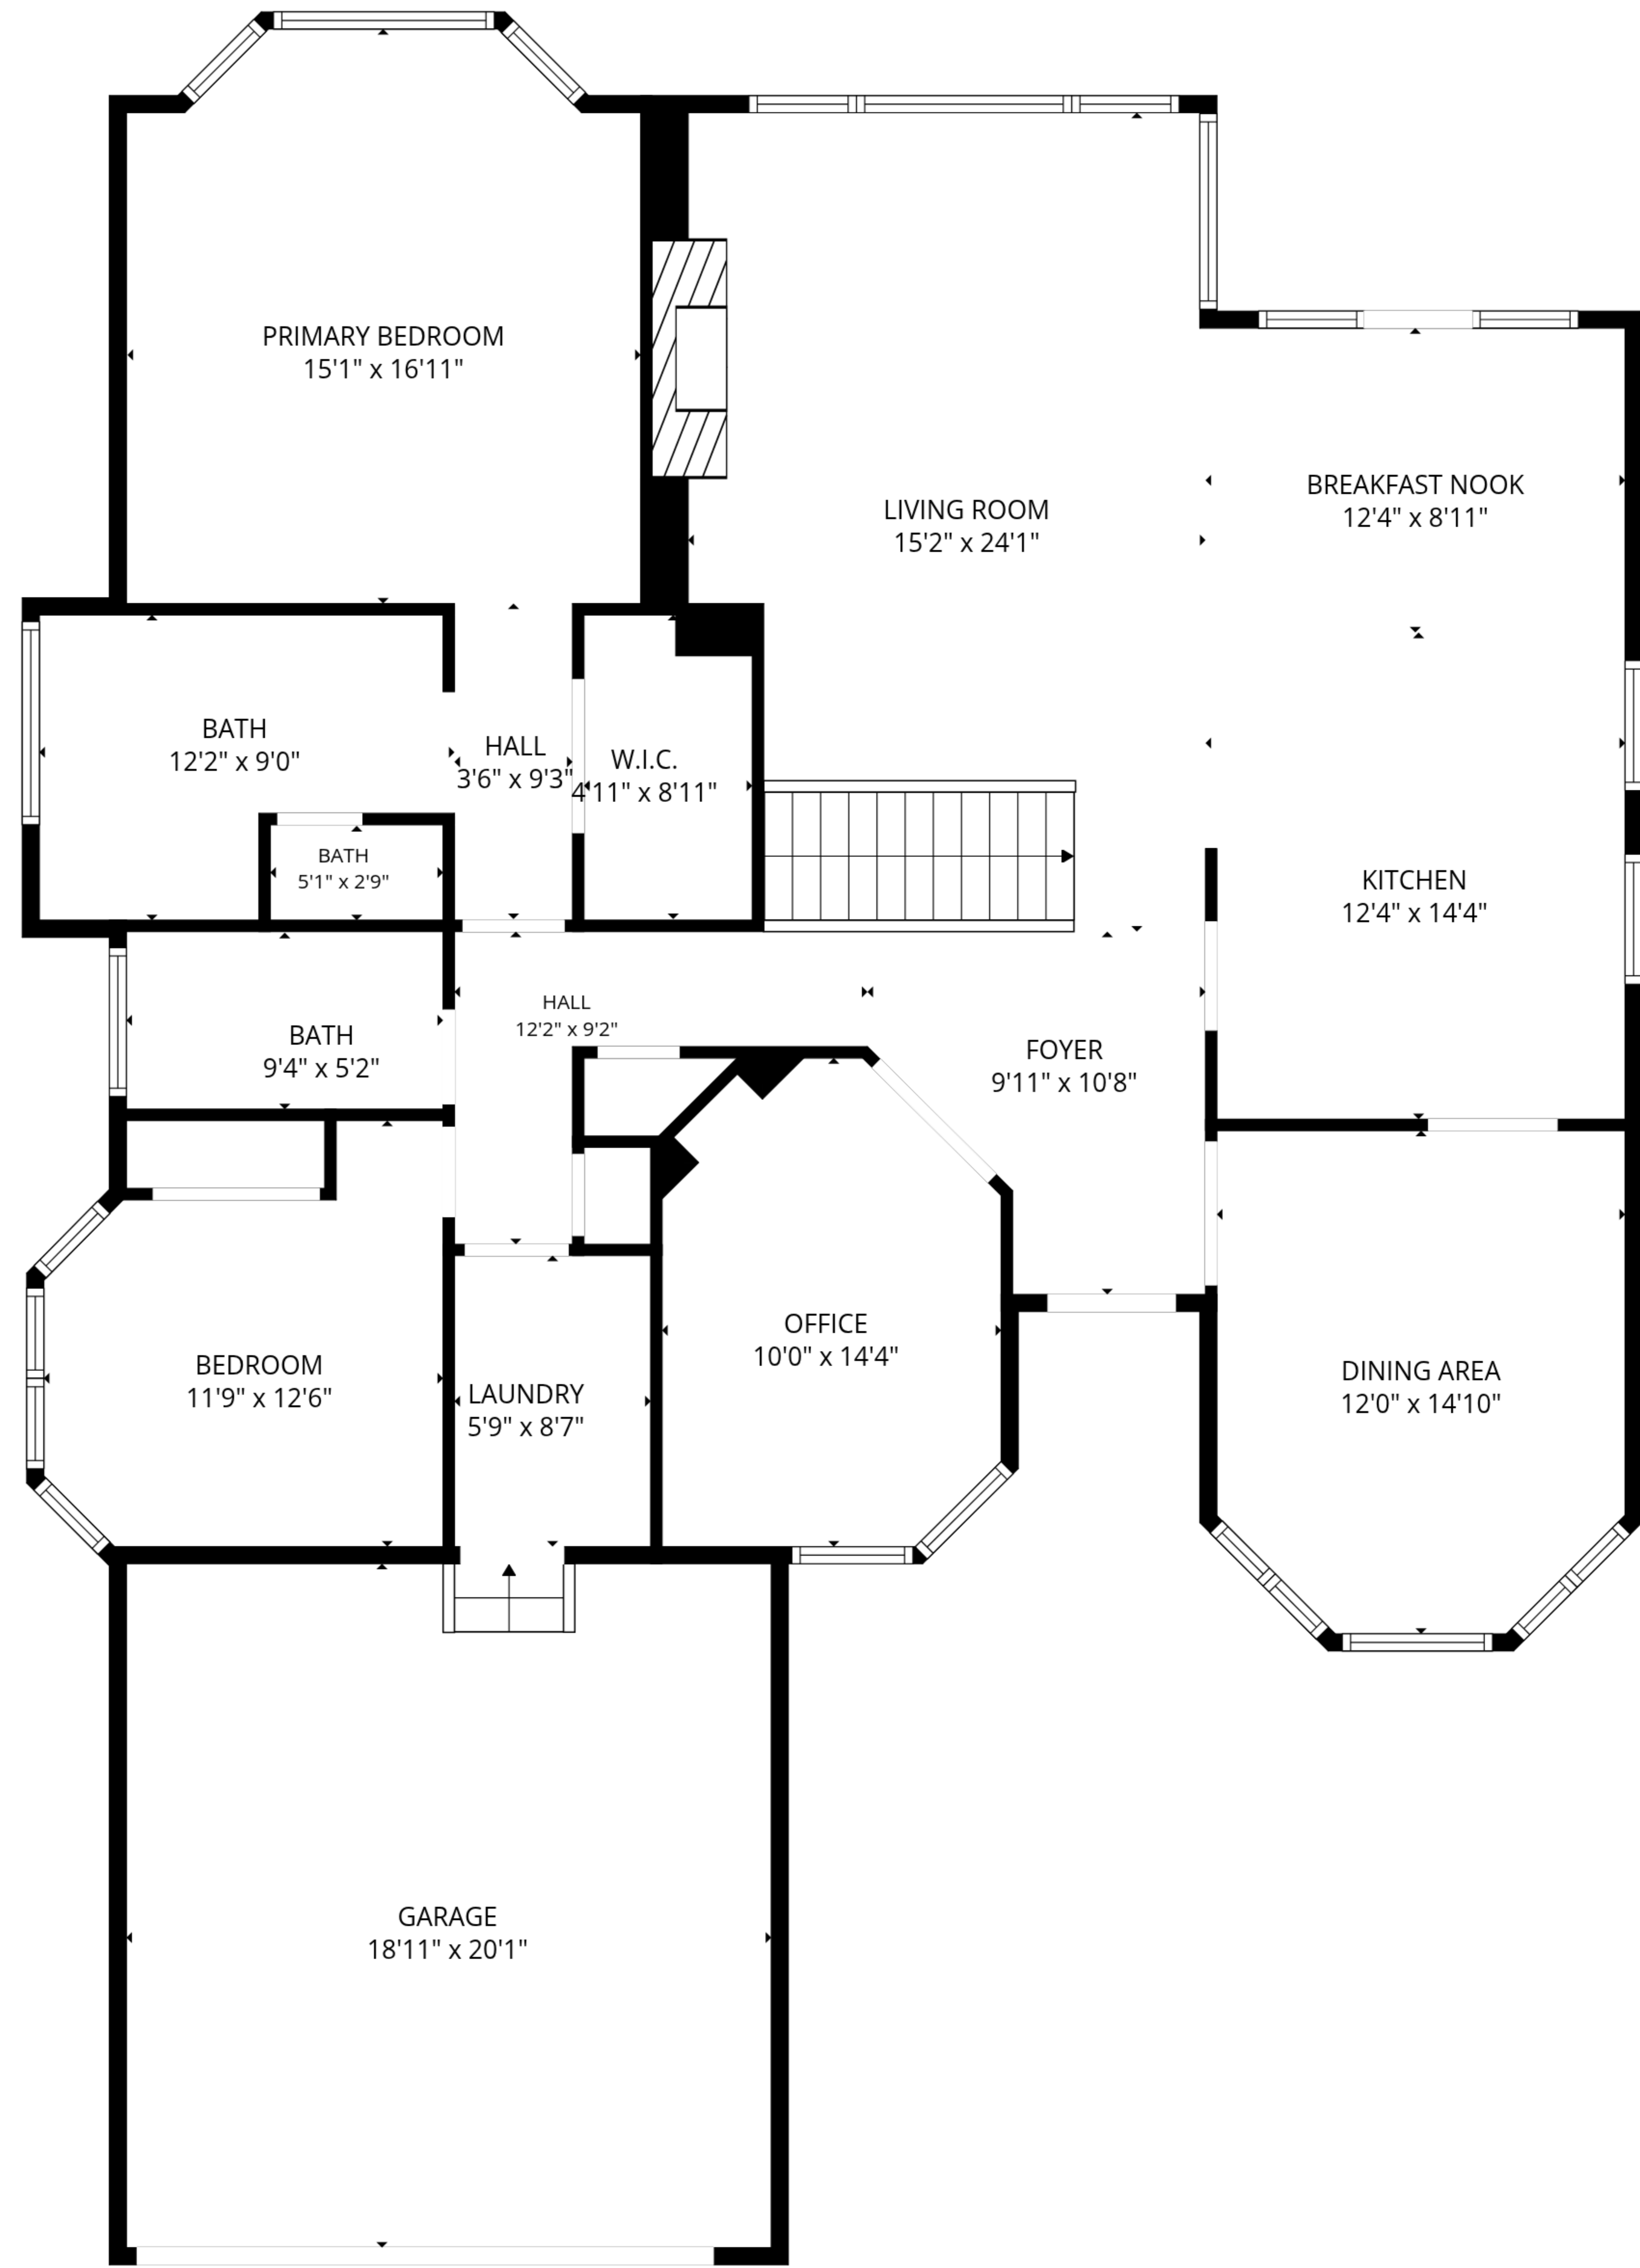 PRIMARY BEDROOM
15'1" x 16'11"
LIVING ROOM
15'2" x 24'1"
BREAKFAST NOOK
12'4" x 8'11"
BATH
12'2" x 9'0"
HALL
3'6" x 9'3"
W.I.C.
4'11" x 8'11"
BATH
5'1" x 2'9"
KITCHEN
12'4" x 14'4"
HALL
12'2" x 9'2"
BATH
9'4" x 5'2"
FOYER
9'11" x 10'8"
OFFICE
10'0" x 14'4"
BEDROOM
11'9" x 12'6"
LAUNDRY
5'9" x 8'7"
DINING AREA
12'0" x 14'10"
GARAGE
18'11" x 20'1"